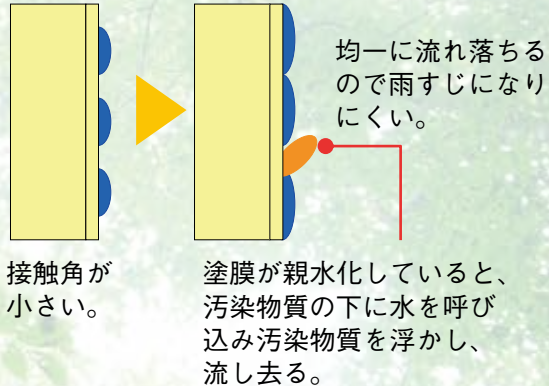 均一に流れ落ちる
ので雨すじになり
にくい。
接触角が
小さい。
塗膜が親水化していると、
汚染物質の下に水を呼び
込み汚染物質を浮かし、
流し去る。